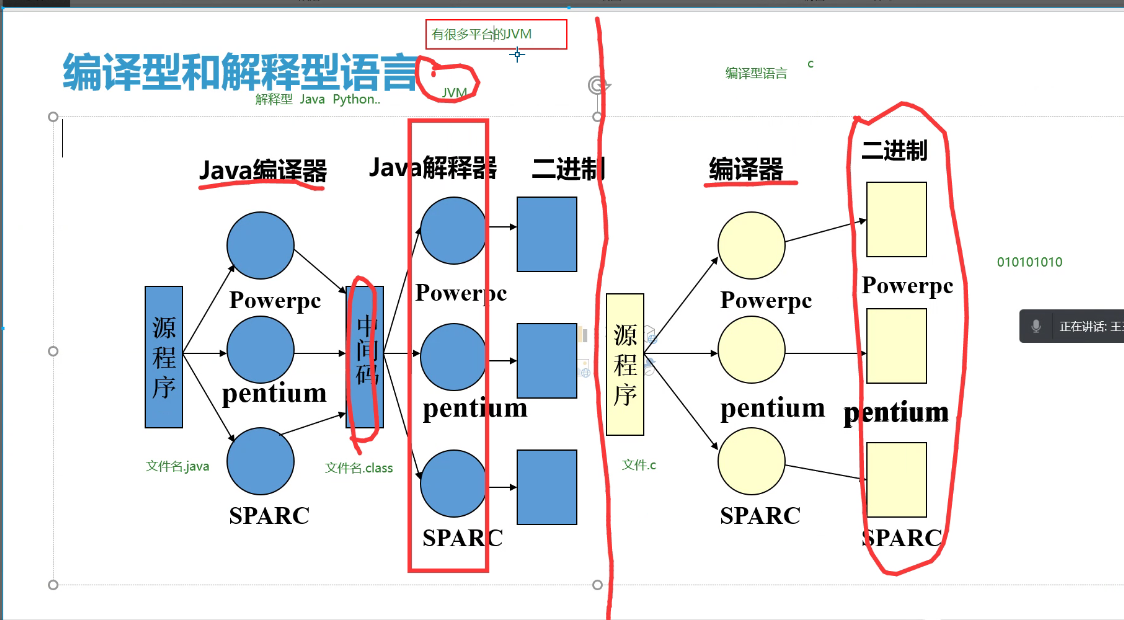 有很多平台的JVM
编译型和解释型语言
JVM
解释型 Java Python..
编译型语言 c
Java编译器
Java解释器
二进制
编译器
二进制
源程序
Powerpc
pentium
SPARC
中间码
Powerpc
pentium
SPARC
文件名.java
文件名.class
源程序
Powerpc
pentium
SPARC
文件.c
Powerpc
pentium
SPARC
010101010
正在讲话: 王